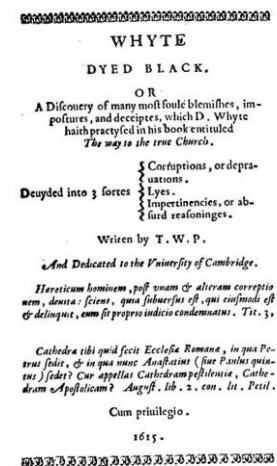 WHYTE
DYED BLACK.
OR
A Diſcouery of many moſt foule blemiſhes, im-
poſtures, and deceiptes, which D. Whyte
haith practyſed in his book entituled
The way to the true Church.
Deuyded into 3 ſortes
Corruptions, or depra-
uations.
Lyes.
Impertinencies, or ab-
ſurd reaſoninges.
Writen by T. W. P.
And Dedicated to the Vniuerſity of Cambridge.
Hæreticum hominem, poſt vnam & alteram correptio
nem, deuita: ſciens, quia ſubuerſus eſt, qui eiuſmodi eſt
& delinquit, cum ſit proprio iudicio condemnatus. Tit. 3,
Cathedra tibi quid fecit Eccleſiæ Romanæ, in qua Pe-
trus ſedit, & in qua nunc Anaſtatius (ſiue Paulus quin-
tus) ſedet? Cur appellas Cathedram peſtilentiæ, Cathe-
dram Apoſtolicam? Auguſt. lib. 2. con. lit. Petil.
Cum priuilegio.
1615.